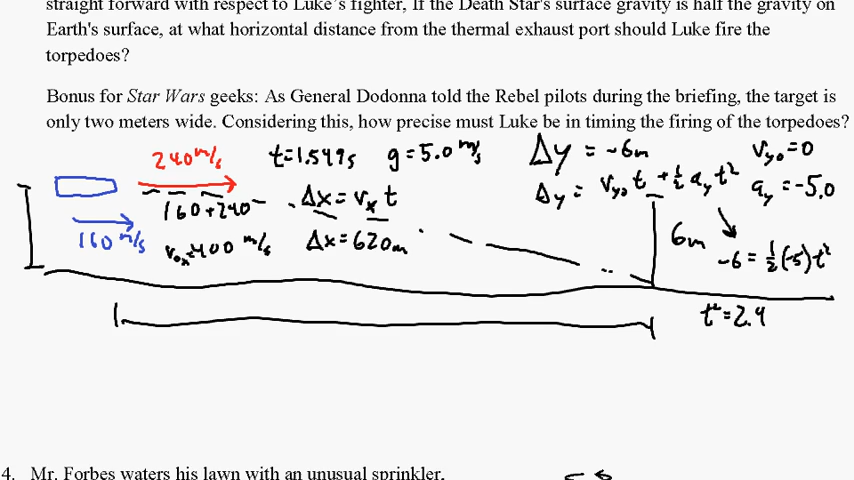 straight forward with respect to Luke's fighter, If the Death Star's surface gravity is half the gravity on
Earth's surface, at what horizontal distance from the thermal exhaust port should Luke fire the
torpedoes?
Bonus for Star Wars geeks: As General Dodonna told the Rebel pilots during the briefing, the target is
only two meters wide. Considering this, how precise must Luke be in timing the firing of the torpedoes?
240 m/s
t=1.549s
g=5.0 m/s
Δy = -6m
Vyo=0
160+240
Δx=vx t
Δy= Vyo t + ½ ay t²
ay=-5.0
160 m/s
vox=400 m/s
Δx=620m
6m
-6=½(-5)t²
t²=2.4
4. Mr. Forbes waters his lawn with an unusual sprinkler.